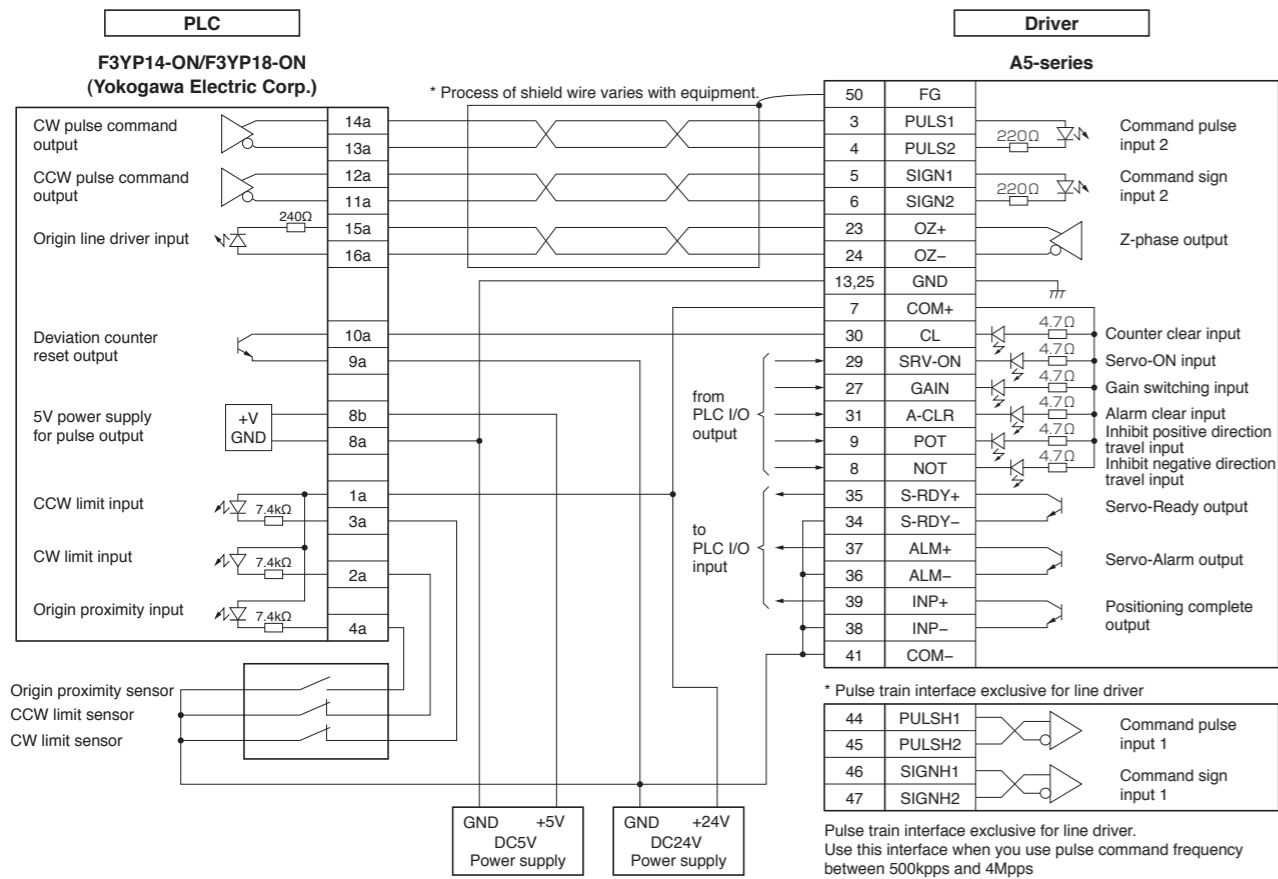 PLC
F3YP14-ON/F3YP18-ON
(Yokogawa Electric Corp.)
Driver
A5-series
* Process of shield wire varies with equipment.
CW pulse command
output
14a
13a
CCW pulse command
output
12a
11a
Origin line driver input
240Ω
15a
16a
Deviation counter
reset output
10a
9a
5V power supply
for pulse output
+V
GND
8b
8a
CCW limit input
7.4kΩ
1a
3a
CW limit input
7.4kΩ
2a
Origin proximity input
7.4kΩ
4a
Origin proximity sensor
CCW limit sensor
CW limit sensor
GND +5V
DC5V
Power supply
GND +24V
DC24V
Power supply
from
PLC I/O
output
to
PLC I/O
input
50 FG
3 PULS1
4 PULS2
220Ω
Command pulse
input 2
5 SIGN1
6 SIGN2
220Ω
Command sign
input 2
23 OZ+
24 OZ−
Z-phase output
13,25 GND
7 COM+
30 CL 4.7Ω Counter clear input
29 SRV-ON 4.7Ω Servo-ON input
27 GAIN 4.7Ω Gain switching input
31 A-CLR 4.7Ω Alarm clear input
9 POT 4.7Ω Inhibit positive direction
travel input
8 NOT 4.7Ω Inhibit negative direction
travel input
35 S-RDY+
34 S-RDY−
Servo-Ready output
37 ALM+
36 ALM−
Servo-Alarm output
39 INP+
38 INP−
Positioning complete
output
41 COM−
* Pulse train interface exclusive for line driver
44 PULSH1
45 PULSH2
Command pulse
input 1
46 SIGNH1
47 SIGNH2
Command sign
input 1
Pulse train interface exclusive for line driver.
Use this interface when you use pulse command frequency
between 500kpps and 4Mpps